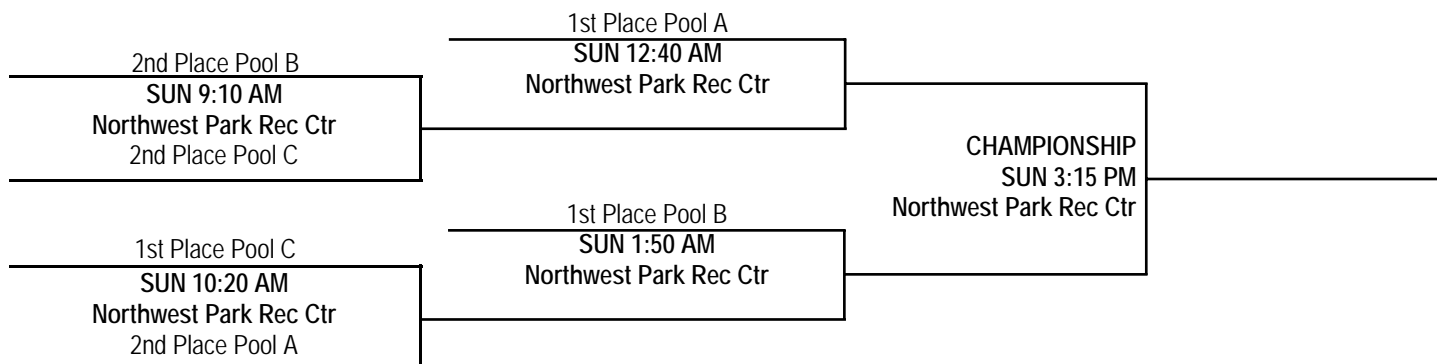 1st Place Pool A
SUN 12:40 AM
Northwest Park Rec Ctr
2nd Place Pool B
SUN 9:10 AM
Northwest Park Rec Ctr
2nd Place Pool C
CHAMPIONSHIP
SUN 3:15 PM
Northwest Park Rec Ctr
1st Place Pool B
SUN 1:50 AM
Northwest Park Rec Ctr
1st Place Pool C
SUN 10:20 AM
Northwest Park Rec Ctr
2nd Place Pool A